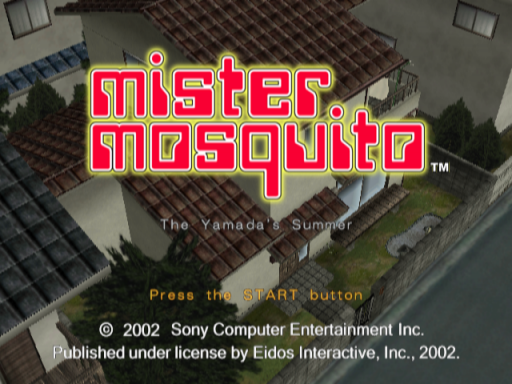 mister
mosquito™
The Yamada's Summer
Press the START button
© 2002 Sony Computer Entertainment Inc.
Published under license by Eidos Interactive, Inc., 2002.